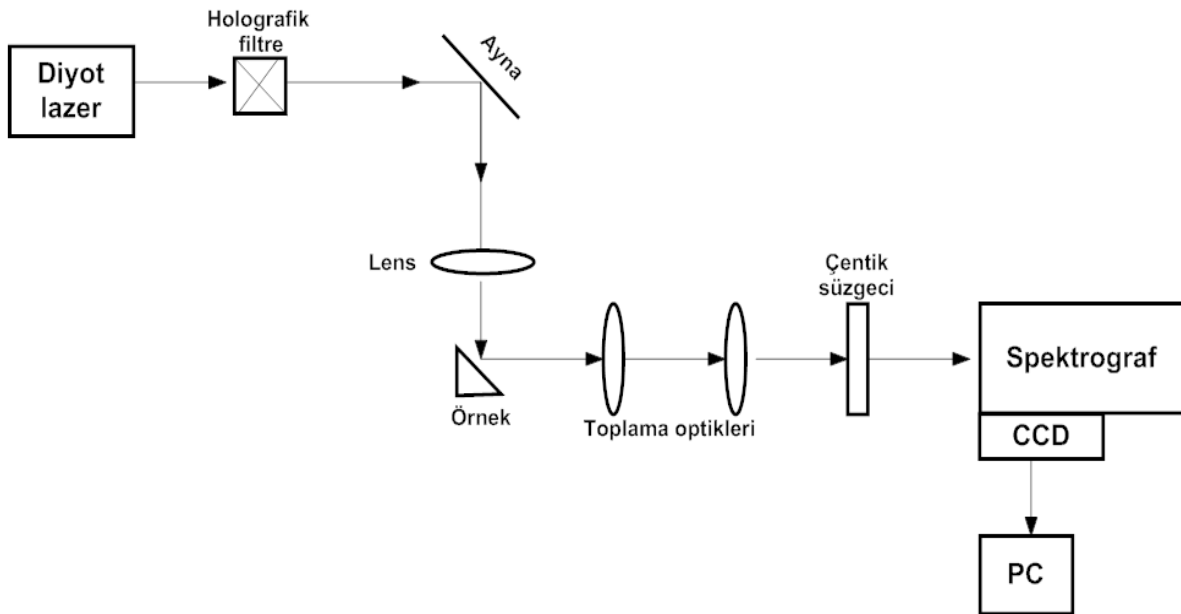 Diyot
lazer
Holografik
filtre
Ayna
Lens
Örnek
Toplama optikleri
Çentik
süzgeci
Spektrograf
CCD
PC